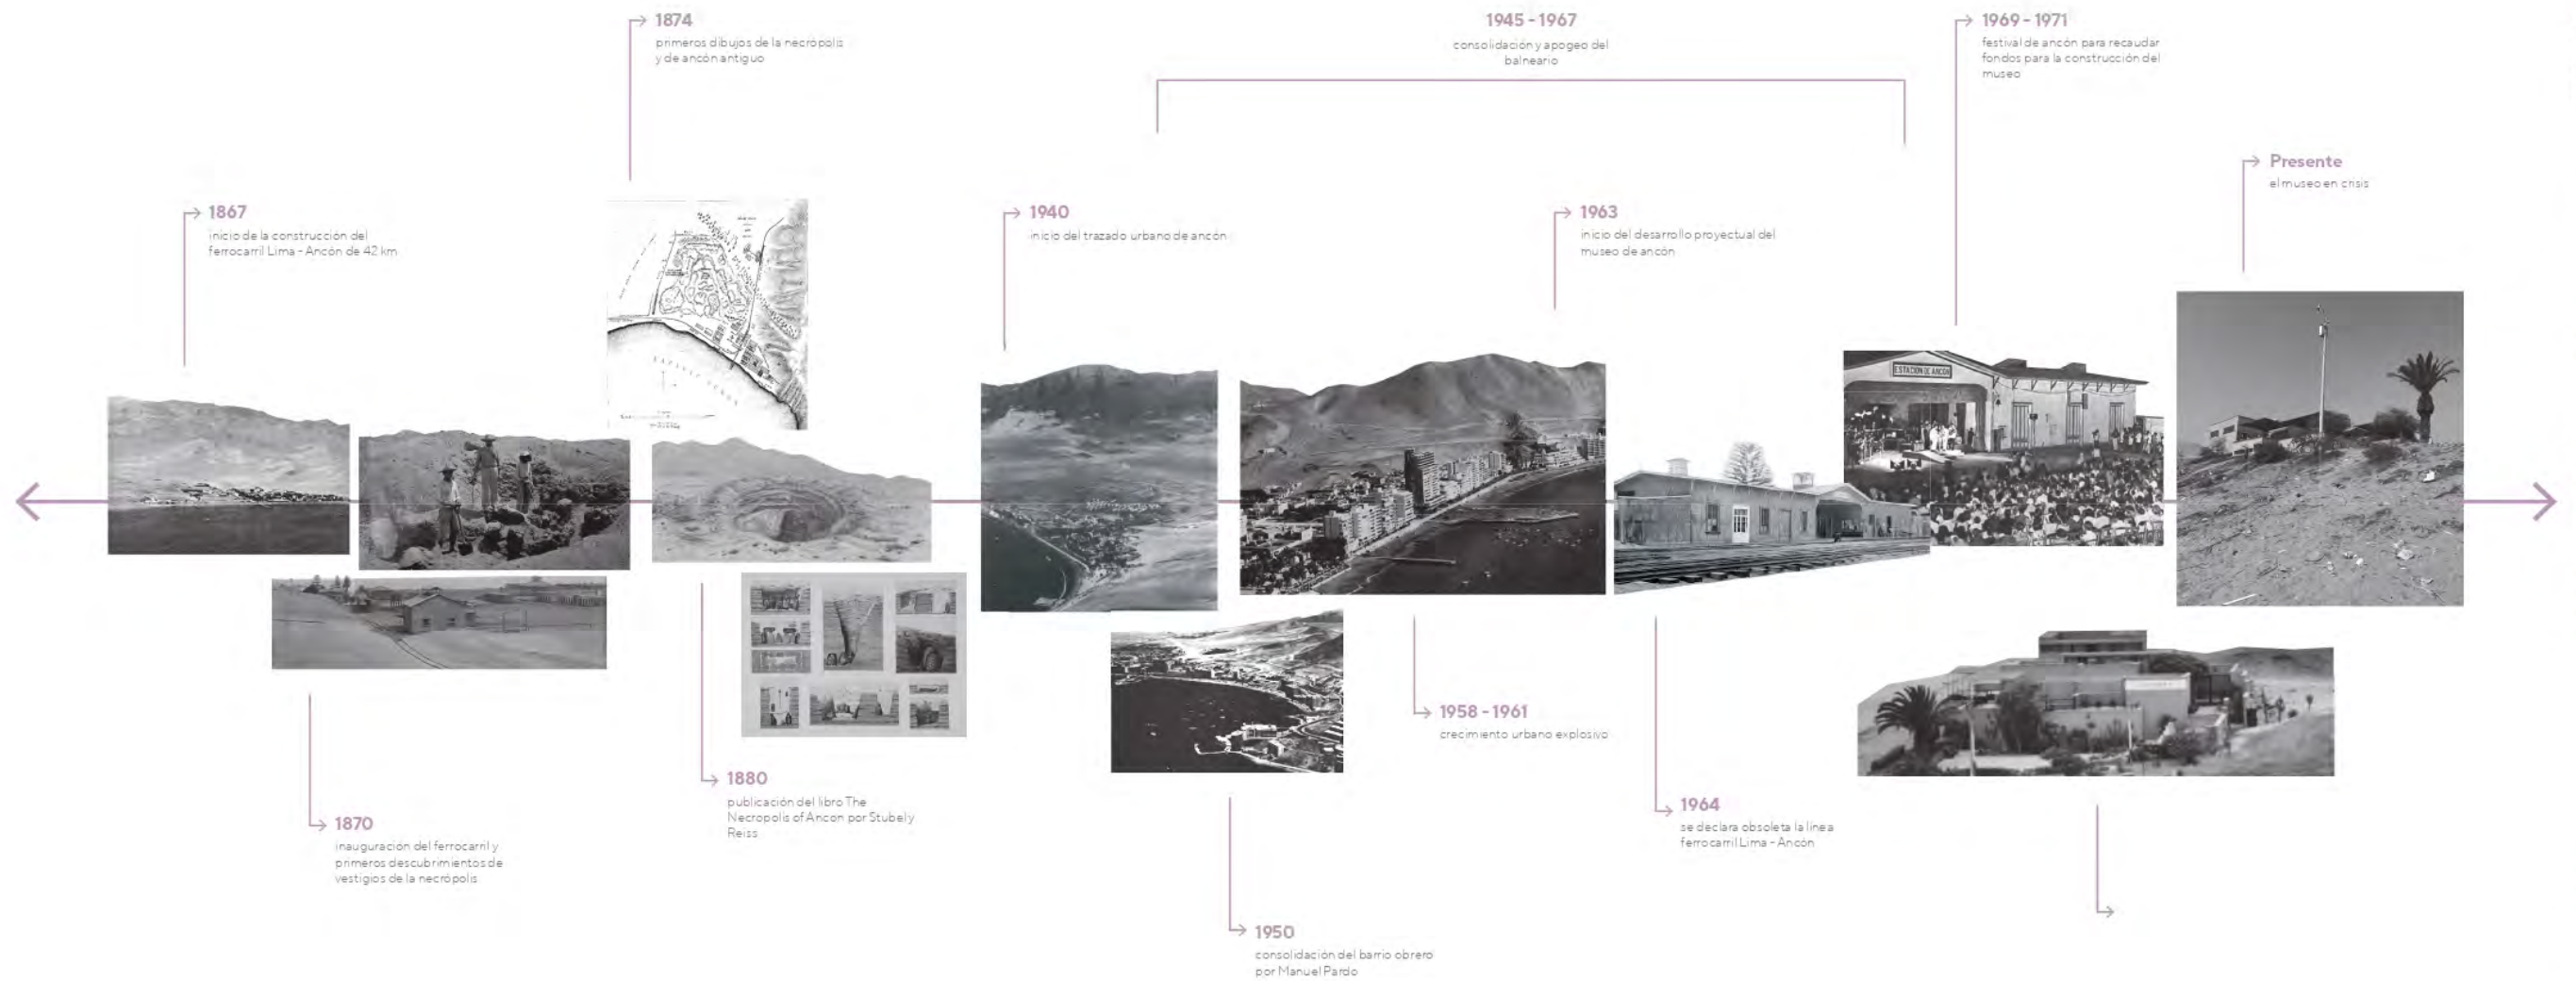 1874
primeros dibujos de la necrópolis
y de ancón antiguo
1945 - 1967
consolidación y apogeo del
balneario
1969 - 1971
festival de ancón para recaudar
fondos para la construcción del
museo
Presente
el museo en crisis
1867
inicio de la construcción del
ferrocarril Lima - Ancón de 42 km
1940
inicio del trazado urbano de ancón
1963
inicio del desarrollo proyectual del
museo de ancón
ESTACION DE ANCÓN
1958 - 1961
crecimiento urbano explosivo
1880
publicación del libro The
Necropolis of Ancon por Stubel y
Reiss
1964
se declara obsoleta la línea
ferrocarril Lima - Ancón
1870
inauguración del ferrocarril y
primeros descubrimientos de
vestigios de la necrópolis
1950
consolidación del barrio obrero
por Manuel Pardo